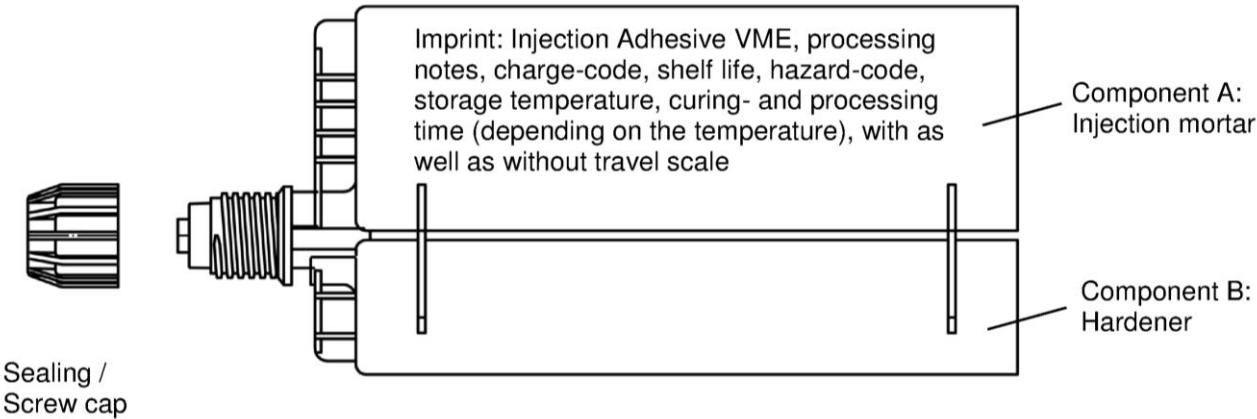 Imprint: Injection Adhesive VME, processing
notes, charge-code, shelf life, hazard-code,
storage temperature, curing- and processing
time (depending on the temperature), with as
well as without travel scale
Component A:
Injection mortar
Component B:
Hardener
Sealing /
Screw cap